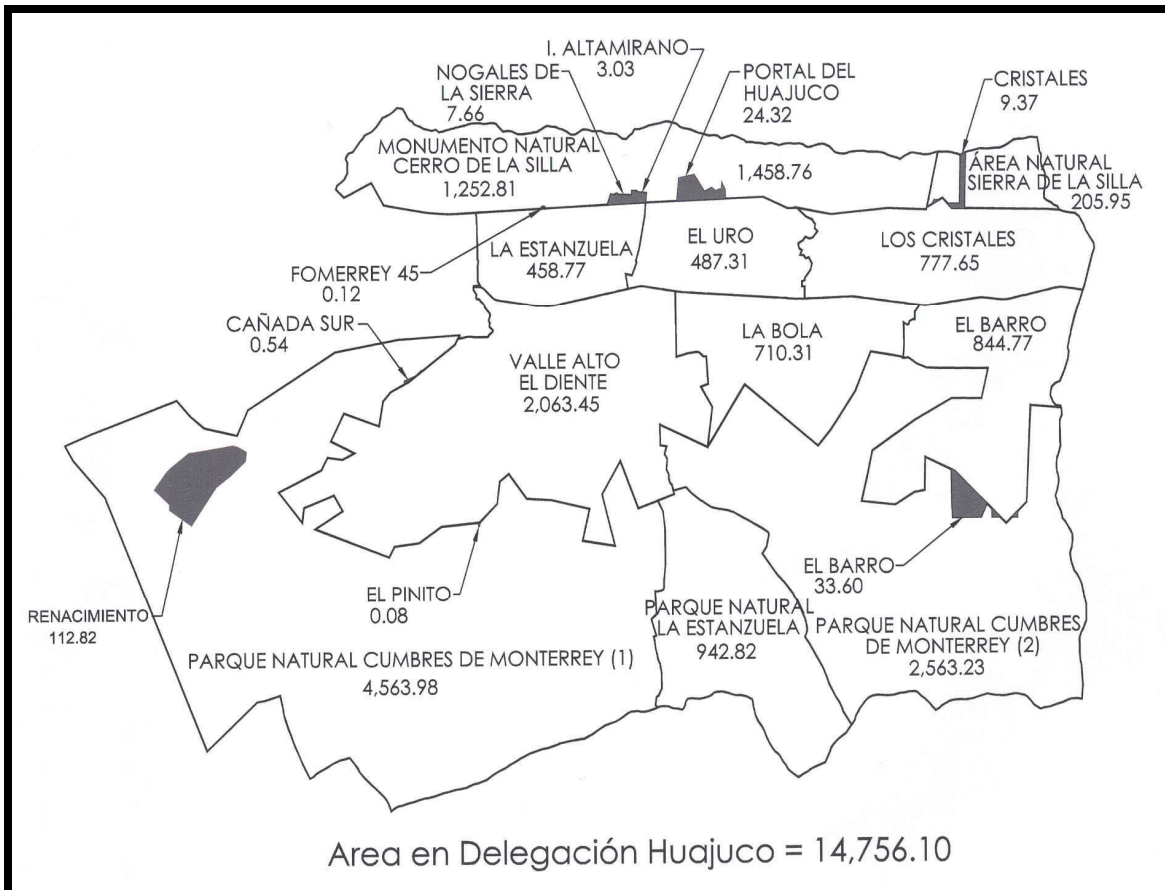 I. ALTAMIRANO
3.03
NOGALES DE
LA SIERRA
7.66
PORTAL DEL
HUAJUCO
24.32
CRISTALES
9.37
MONUMENTO NATURAL
CERRO DE LA SILLA
1,252.81
1,458.76
ÁREA NATURAL
SIERRA DE LA SILLA
205.95
LA ESTANZUELA
458.77
EL URO
487.31
LOS CRISTALES
777.65
FOMERREY 45
0.12
CAÑADA SUR
0.54
VALLE ALTO
EL DIENTE
2,063.45
LA BOLA
710.31
EL BARRO
844.77
RENACIMIENTO
112.82
EL PINITO
0.08
EL BARRO
33.60
PARQUE NATURAL CUMBRES DE MONTERREY (1)
4,563.98
PARQUE NATURAL
LA ESTANZUELA
942.82
PARQUE NATURAL CUMBRES
DE MONTERREY (2)
2,563.23
Area en Delegación Huajuco = 14,756.10